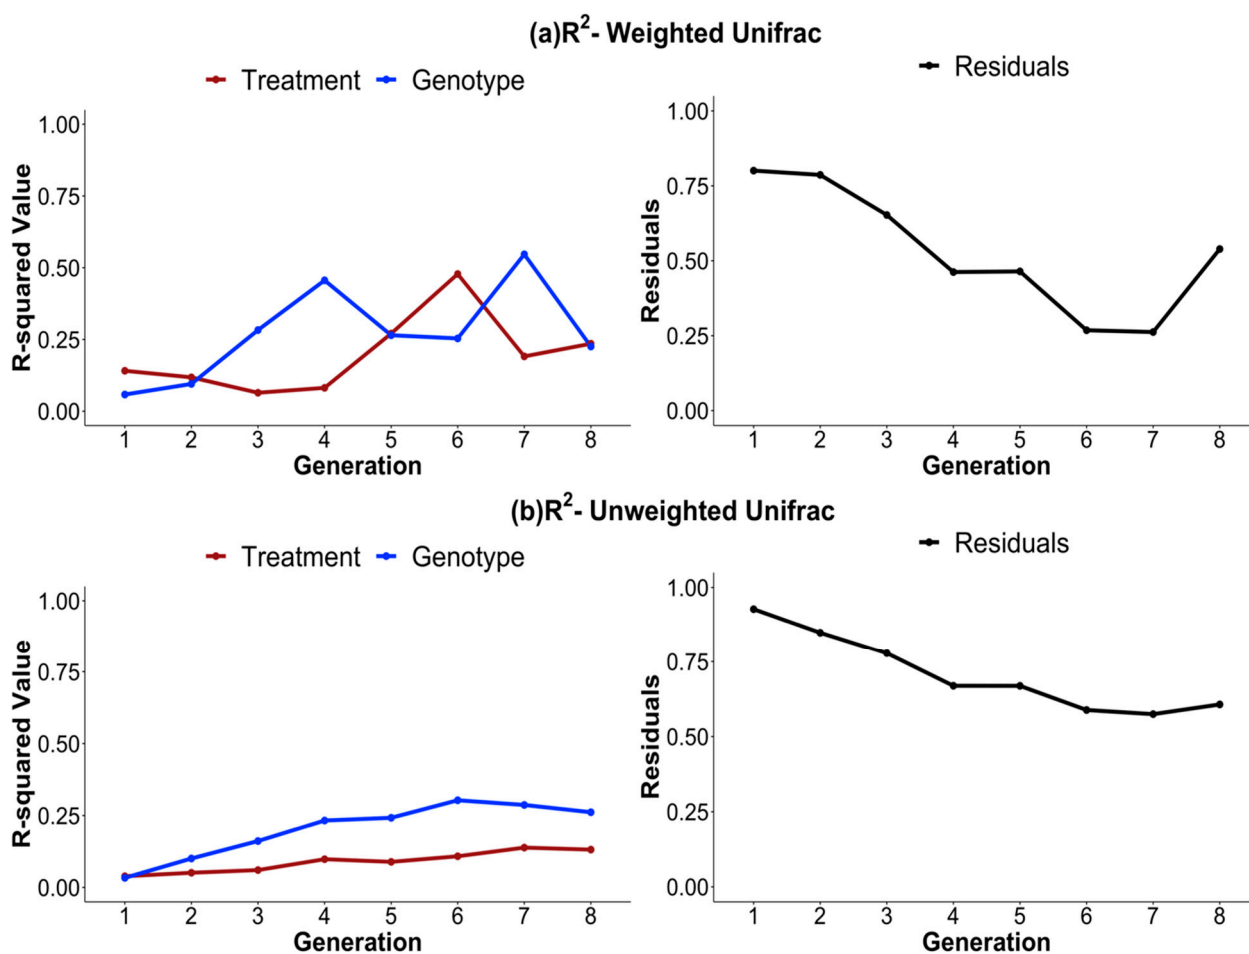 (a)R²- Weighted Unifrac
Treatment Genotype
R-squared Value
1.00
0.75
0.50
0.25
0.00
1 2 3 4 5 6 7 8
Generation
Residuals
Residuals
1.00
0.75
0.50
0.25
0.00
1 2 3 4 5 6 7 8
Generation
(b)R²- Unweighted Unifrac
Treatment Genotype
R-squared Value
1.00
0.75
0.50
0.25
0.00
1 2 3 4 5 6 7 8
Generation
Residuals
Residuals
1.00
0.75
0.50
0.25
0.00
1 2 3 4 5 6 7 8
Generation